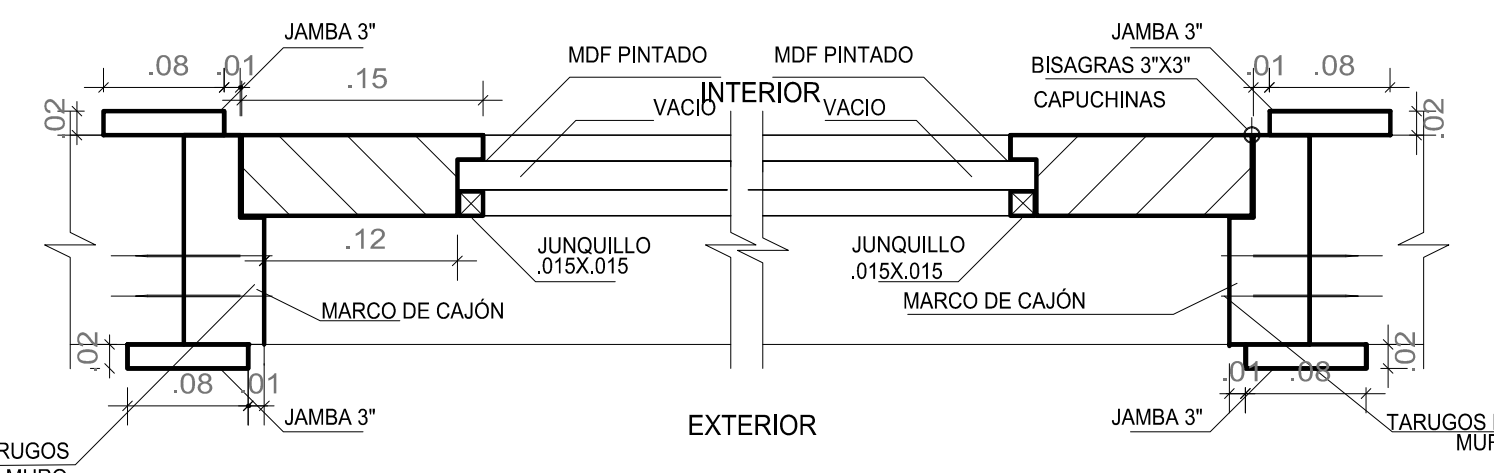 JAMBA 3"
JAMBA 3"
MDF PINTADO
MDF PINTADO
BISAGRAS 3"X3"
CAPUCHINAS
.08
.01
.15
INTERIOR
.01
.08
VACIO
VACIO
.02
.02
.12
JUNQUILLO
.015X.015
JUNQUILLO
.015X.015
MARCO DE CAJÓN
MARCO DE CAJÓN
.02
.02
.08
.01
.01
.08
JAMBA 3"
EXTERIOR
JAMBA 3"
TARUGOS
MURO
RUGOS